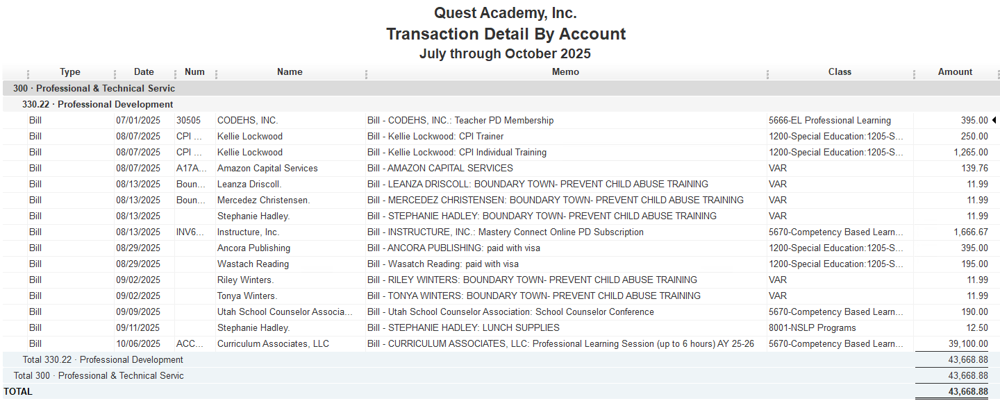 Quest Academy, Inc.
Transaction Detail By Account
July through October 2025
Type Date Num Name Memo Class Amount
300 · Professional & Technical Servic
330.22 · Professional Development
Bill 07/01/2025 30505 CODEHS, INC. Bill - CODEHS, INC.: Teacher PD Membership 5666-EL Professional Learning 395.00
Bill 08/07/2025 CPI ... Kellie Lockwood Bill - Kellie Lockwood: CPI Trainer 1200-Special Education:1205-S... 250.00
Bill 08/07/2025 CPI ... Kellie Lockwood Bill - Kellie Lockwood: CPI Individual Training 1200-Special Education:1205-S... 1,265.00
Bill 08/07/2025 A17A... Amazon Capital Services Bill - AMAZON CAPITAL SERVICES VAR 139.76
Bill 08/13/2025 Boun... Leanza Driscoll. Bill - LEANZA DRISCOLL: BOUNDARY TOWN- PREVENT CHILD ABUSE TRAINING VAR 11.99
Bill 08/13/2025 Boun... Mercedez Christensen. Bill - MERCEDEZ CHRISTENSEN: BOUNDARY TOWN- PREVENT CHILD ABUSE TRAINING VAR 11.99
Bill 08/13/2025 Stephanie Hadley. Bill - STEPHANIE HADLEY: BOUNDARY TOWN- PREVENT CHILD ABUSE TRAINING VAR 11.99
Bill 08/13/2025 INV6... Instructure, Inc. Bill - INSTRUCTURE, INC.: Mastery Connect Online PD Subscription 5670-Competency Based Learn... 1,666.67
Bill 08/29/2025 Ancora Publishing Bill - ANCORA PUBLISHING: paid with visa 1200-Special Education:1205-S... 395.00
Bill 08/29/2025 Wastach Reading Bill - Wasatch Reading: paid with visa 1200-Special Education:1205-S... 195.00
Bill 09/02/2025 Riley Winters. Bill - RILEY WINTERS: BOUNDARY TOWN- PREVENT CHILD ABUSE TRAINING VAR 11.99
Bill 09/02/2025 Tonya Winters. Bill - TONYA WINTERS: BOUNDARY TOWN- PREVENT CHILD ABUSE TRAINING VAR 11.99
Bill 09/09/2025 Utah School Counselor Associa... Bill - Utah School Counselor Association: School Counselor Conference 5670-Competency Based Learn... 190.00
Bill 09/11/2025 Stephanie Hadley. Bill - STEPHANIE HADLEY: LUNCH SUPPLIES 8001-NSLP Programs 12.50
Bill 10/06/2025 ACC... Curriculum Associates, LLC Bill - CURRICULUM ASSOCIATES, LLC: Professional Learning Session (up to 6 hours) AY 25-26 5670-Competency Based Learn... 39,100.00
Total 330.22 · Professional Development 43,668.88
Total 300 · Professional & Technical Servic 43,668.88
TOTAL 43,668.88